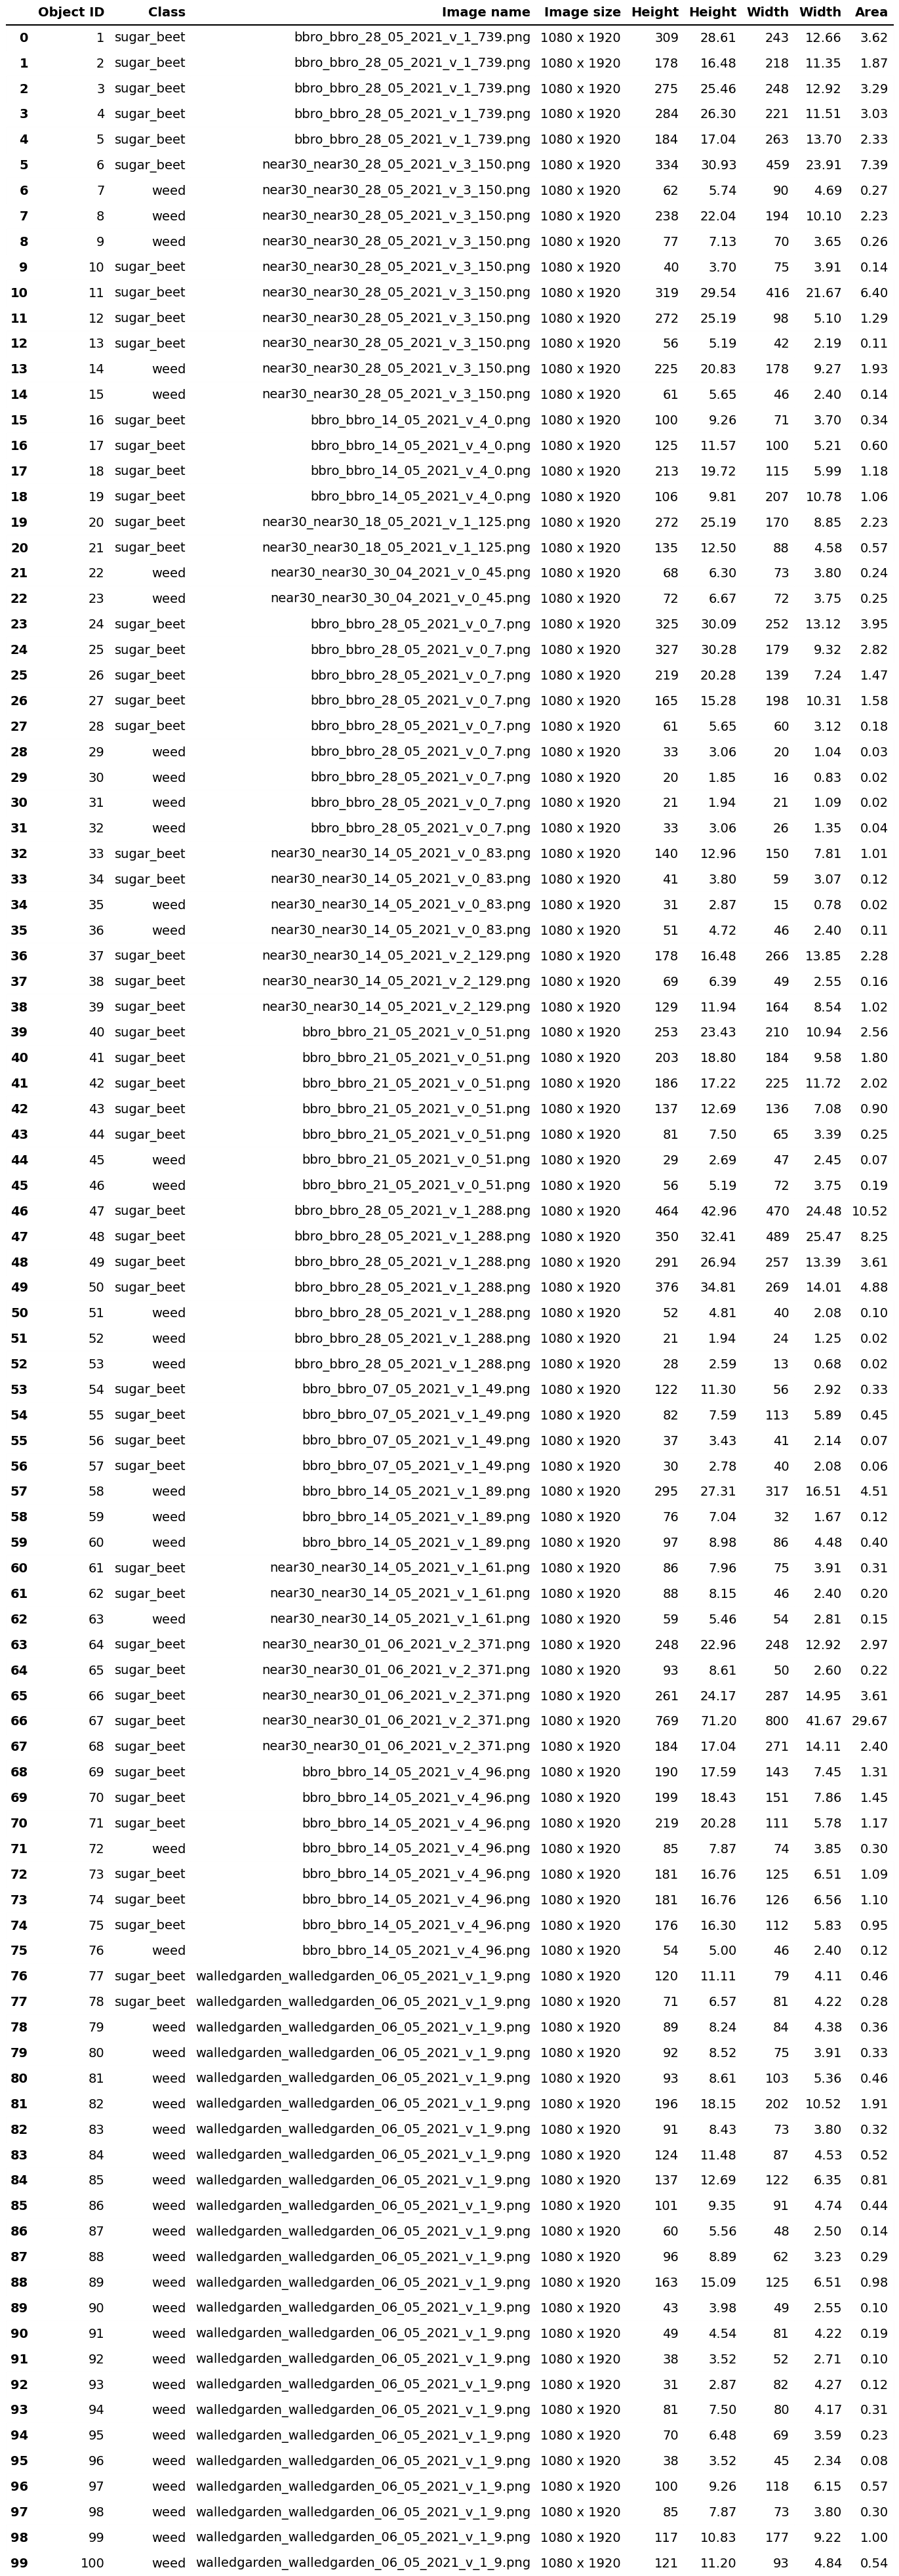 Object ID Class Image name Image size Height Height Width Width Area
0 1 sugar_beet bbro_bbro_28_05_2021_v_1_739.png 1080 x 1920 309 28.61 243 12.66 3.62
1 2 sugar_beet bbro_bbro_28_05_2021_v_1_739.png 1080 x 1920 178 16.48 218 11.35 1.87
2 3 sugar_beet bbro_bbro_28_05_2021_v_1_739.png 1080 x 1920 275 25.46 248 12.92 3.29
3 4 sugar_beet bbro_bbro_28_05_2021_v_1_739.png 1080 x 1920 284 26.30 221 11.51 3.03
4 5 sugar_beet bbro_bbro_28_05_2021_v_1_739.png 1080 x 1920 184 17.04 263 13.70 2.33
5 6 sugar_beet near30_near30_28_05_2021_v_3_150.png 1080 x 1920 334 30.93 459 23.91 7.39
6 7 weed near30_near30_28_05_2021_v_3_150.png 1080 x 1920 62 5.74 90 4.69 0.27
7 8 weed near30_near30_28_05_2021_v_3_150.png 1080 x 1920 238 22.04 194 10.10 2.23
8 9 weed near30_near30_28_05_2021_v_3_150.png 1080 x 1920 77 7.13 70 3.65 0.26
9 10 sugar_beet near30_near30_28_05_2021_v_3_150.png 1080 x 1920 40 3.70 75 3.91 0.14
10 11 sugar_beet near30_near30_28_05_2021_v_3_150.png 1080 x 1920 319 29.54 416 21.67 6.40
11 12 sugar_beet near30_near30_28_05_2021_v_3_150.png 1080 x 1920 272 25.19 98 5.10 1.29
12 13 sugar_beet near30_near30_28_05_2021_v_3_150.png 1080 x 1920 56 5.19 42 2.19 0.11
13 14 weed near30_near30_28_05_2021_v_3_150.png 1080 x 1920 225 20.83 178 9.27 1.93
14 15 weed near30_near30_28_05_2021_v_3_150.png 1080 x 1920 61 5.65 46 2.40 0.14
15 16 sugar_beet bbro_bbro_14_05_2021_v_4_0.png 1080 x 1920 100 9.26 71 3.70 0.34
16 17 sugar_beet bbro_bbro_14_05_2021_v_4_0.png 1080 x 1920 125 11.57 100 5.21 0.60
17 18 sugar_beet bbro_bbro_14_05_2021_v_4_0.png 1080 x 1920 213 19.72 115 5.99 1.18
18 19 sugar_beet bbro_bbro_14_05_2021_v_4_0.png 1080 x 1920 106 9.81 207 10.78 1.06
19 20 sugar_beet near30_near30_18_05_2021_v_1_125.png 1080 x 1920 272 25.19 170 8.85 2.23
20 21 sugar_beet near30_near30_18_05_2021_v_1_125.png 1080 x 1920 135 12.50 88 4.58 0.57
21 22 weed near30_near30_30_04_2021_v_0_45.png 1080 x 1920 68 6.30 73 3.80 0.24
22 23 weed near30_near30_30_04_2021_v_0_45.png 1080 x 1920 72 6.67 72 3.75 0.25
23 24 sugar_beet bbro_bbro_28_05_2021_v_0_7.png 1080 x 1920 325 30.09 252 13.12 3.95
24 25 sugar_beet bbro_bbro_28_05_2021_v_0_7.png 1080 x 1920 327 30.28 179 9.32 2.82
25 26 sugar_beet bbro_bbro_28_05_2021_v_0_7.png 1080 x 1920 219 20.28 139 7.24 1.47
26 27 sugar_beet bbro_bbro_28_05_2021_v_0_7.png 1080 x 1920 165 15.28 198 10.31 1.58
27 28 sugar_beet bbro_bbro_28_05_2021_v_0_7.png 1080 x 1920 61 5.65 60 3.12 0.18
28 29 weed bbro_bbro_28_05_2021_v_0_7.png 1080 x 1920 33 3.06 20 1.04 0.03
29 30 weed bbro_bbro_28_05_2021_v_0_7.png 1080 x 1920 20 1.85 16 0.83 0.02
30 31 weed bbro_bbro_28_05_2021_v_0_7.png 1080 x 1920 21 1.94 21 1.09 0.02
31 32 weed bbro_bbro_28_05_2021_v_0_7.png 1080 x 1920 33 3.06 26 1.35 0.04
32 33 sugar_beet near30_near30_14_05_2021_v_0_83.png 1080 x 1920 140 12.96 150 7.81 1.01
33 34 sugar_beet near30_near30_14_05_2021_v_0_83.png 1080 x 1920 41 3.80 59 3.07 0.12
34 35 weed near30_near30_14_05_2021_v_0_83.png 1080 x 1920 31 2.87 15 0.78 0.02
35 36 weed near30_near30_14_05_2021_v_0_83.png 1080 x 1920 51 4.72 46 2.40 0.11
36 37 sugar_beet near30_near30_14_05_2021_v_2_129.png 1080 x 1920 178 16.48 266 13.85 2.28
37 38 sugar_beet near30_near30_14_05_2021_v_2_129.png 1080 x 1920 69 6.39 49 2.55 0.16
38 39 sugar_beet near30_near30_14_05_2021_v_2_129.png 1080 x 1920 129 11.94 164 8.54 1.02
39 40 sugar_beet bbro_bbro_21_05_2021_v_0_51.png 1080 x 1920 253 23.43 210 10.94 2.56
40 41 sugar_beet bbro_bbro_21_05_2021_v_0_51.png 1080 x 1920 203 18.80 184 9.58 1.80
41 42 sugar_beet bbro_bbro_21_05_2021_v_0_51.png 1080 x 1920 186 17.22 225 11.72 2.02
42 43 sugar_beet bbro_bbro_21_05_2021_v_0_51.png 1080 x 1920 137 12.69 136 7.08 0.90
43 44 sugar_beet bbro_bbro_21_05_2021_v_0_51.png 1080 x 1920 81 7.50 65 3.39 0.25
44 45 weed bbro_bbro_21_05_2021_v_0_51.png 1080 x 1920 29 2.69 47 2.45 0.07
45 46 weed bbro_bbro_21_05_2021_v_0_51.png 1080 x 1920 56 5.19 72 3.75 0.19
46 47 sugar_beet bbro_bbro_28_05_2021_v_1_288.png 1080 x 1920 464 42.96 470 24.48 10.52
47 48 sugar_beet bbro_bbro_28_05_2021_v_1_288.png 1080 x 1920 350 32.41 489 25.47 8.25
48 49 sugar_beet bbro_bbro_28_05_2021_v_1_288.png 1080 x 1920 291 26.94 257 13.39 3.61
49 50 sugar_beet bbro_bbro_28_05_2021_v_1_288.png 1080 x 1920 376 34.81 269 14.01 4.88
50 51 weed bbro_bbro_28_05_2021_v_1_288.png 1080 x 1920 52 4.81 40 2.08 0.10
51 52 weed bbro_bbro_28_05_2021_v_1_288.png 1080 x 1920 21 1.94 24 1.25 0.02
52 53 weed bbro_bbro_28_05_2021_v_1_288.png 1080 x 1920 28 2.59 13 0.68 0.02
53 54 sugar_beet bbro_bbro_07_05_2021_v_1_49.png 1080 x 1920 122 11.30 56 2.92 0.33
54 55 sugar_beet bbro_bbro_07_05_2021_v_1_49.png 1080 x 1920 82 7.59 113 5.89 0.45
55 56 sugar_beet bbro_bbro_07_05_2021_v_1_49.png 1080 x 1920 37 3.43 41 2.14 0.07
56 57 sugar_beet bbro_bbro_07_05_2021_v_1_49.png 1080 x 1920 30 2.78 40 2.08 0.06
57 58 weed bbro_bbro_14_05_2021_v_1_89.png 1080 x 1920 295 27.31 317 16.51 4.51
58 59 weed bbro_bbro_14_05_2021_v_1_89.png 1080 x 1920 76 7.04 32 1.67 0.12
59 60 weed bbro_bbro_14_05_2021_v_1_89.png 1080 x 1920 97 8.98 86 4.48 0.40
60 61 sugar_beet near30_near30_14_05_2021_v_1_61.png 1080 x 1920 86 7.96 75 3.91 0.31
61 62 sugar_beet near30_near30_14_05_2021_v_1_61.png 1080 x 1920 88 8.15 46 2.40 0.20
62 63 weed near30_near30_14_05_2021_v_1_61.png 1080 x 1920 59 5.46 54 2.81 0.15
63 64 sugar_beet near30_near30_01_06_2021_v_2_371.png 1080 x 1920 248 22.96 248 12.92 2.97
64 65 sugar_beet near30_near30_01_06_2021_v_2_371.png 1080 x 1920 93 8.61 50 2.60 0.22
65 66 sugar_beet near30_near30_01_06_2021_v_2_371.png 1080 x 1920 261 24.17 287 14.95 3.61
66 67 sugar_beet near30_near30_01_06_2021_v_2_371.png 1080 x 1920 769 71.20 800 41.67 29.67
67 68 sugar_beet near30_near30_01_06_2021_v_2_371.png 1080 x 1920 184 17.04 271 14.11 2.40
68 69 sugar_beet bbro_bbro_14_05_2021_v_4_96.png 1080 x 1920 190 17.59 143 7.45 1.31
69 70 sugar_beet bbro_bbro_14_05_2021_v_4_96.png 1080 x 1920 199 18.43 151 7.86 1.45
70 71 sugar_beet bbro_bbro_14_05_2021_v_4_96.png 1080 x 1920 219 20.28 111 5.78 1.17
71 72 weed bbro_bbro_14_05_2021_v_4_96.png 1080 x 1920 85 7.87 74 3.85 0.30
72 73 sugar_beet bbro_bbro_14_05_2021_v_4_96.png 1080 x 1920 181 16.76 125 6.51 1.09
73 74 sugar_beet bbro_bbro_14_05_2021_v_4_96.png 1080 x 1920 181 16.76 126 6.56 1.10
74 75 sugar_beet bbro_bbro_14_05_2021_v_4_96.png 1080 x 1920 176 16.30 112 5.83 0.95
75 76 weed bbro_bbro_14_05_2021_v_4_96.png 1080 x 1920 54 5.00 46 2.40 0.12
76 77 sugar_beet walledgarden_walledgarden_06_05_2021_v_1_9.png 1080 x 1920 120 11.11 79 4.11 0.46
77 78 sugar_beet walledgarden_walledgarden_06_05_2021_v_1_9.png 1080 x 1920 71 6.57 81 4.22 0.28
78 79 weed walledgarden_walledgarden_06_05_2021_v_1_9.png 1080 x 1920 89 8.24 84 4.38 0.36
79 80 weed walledgarden_walledgarden_06_05_2021_v_1_9.png 1080 x 1920 92 8.52 75 3.91 0.33
80 81 weed walledgarden_walledgarden_06_05_2021_v_1_9.png 1080 x 1920 93 8.61 103 5.36 0.46
81 82 weed walledgarden_walledgarden_06_05_2021_v_1_9.png 1080 x 1920 196 18.15 202 10.52 1.91
82 83 weed walledgarden_walledgarden_06_05_2021_v_1_9.png 1080 x 1920 91 8.43 73 3.80 0.32
83 84 weed walledgarden_walledgarden_06_05_2021_v_1_9.png 1080 x 1920 124 11.48 87 4.53 0.52
84 85 weed walledgarden_walledgarden_06_05_2021_v_1_9.png 1080 x 1920 137 12.69 122 6.35 0.81
85 86 weed walledgarden_walledgarden_06_05_2021_v_1_9.png 1080 x 1920 101 9.35 91 4.74 0.44
86 87 weed walledgarden_walledgarden_06_05_2021_v_1_9.png 1080 x 1920 60 5.56 48 2.50 0.14
87 88 weed walledgarden_walledgarden_06_05_2021_v_1_9.png 1080 x 1920 96 8.89 62 3.23 0.29
88 89 weed walledgarden_walledgarden_06_05_2021_v_1_9.png 1080 x 1920 163 15.09 125 6.51 0.98
89 90 weed walledgarden_walledgarden_06_05_2021_v_1_9.png 1080 x 1920 43 3.98 49 2.55 0.10
90 91 weed walledgarden_walledgarden_06_05_2021_v_1_9.png 1080 x 1920 49 4.54 81 4.22 0.19
91 92 weed walledgarden_walledgarden_06_05_2021_v_1_9.png 1080 x 1920 38 3.52 52 2.71 0.10
92 93 weed walledgarden_walledgarden_06_05_2021_v_1_9.png 1080 x 1920 31 2.87 82 4.27 0.12
93 94 weed walledgarden_walledgarden_06_05_2021_v_1_9.png 1080 x 1920 81 7.50 80 4.17 0.31
94 95 weed walledgarden_walledgarden_06_05_2021_v_1_9.png 1080 x 1920 70 6.48 69 3.59 0.23
95 96 weed walledgarden_walledgarden_06_05_2021_v_1_9.png 1080 x 1920 38 3.52 45 2.34 0.08
96 97 weed walledgarden_walledgarden_06_05_2021_v_1_9.png 1080 x 1920 100 9.26 118 6.15 0.57
97 98 weed walledgarden_walledgarden_06_05_2021_v_1_9.png 1080 x 1920 85 7.87 73 3.80 0.30
98 99 weed walledgarden_walledgarden_06_05_2021_v_1_9.png 1080 x 1920 117 10.83 177 9.22 1.00
99 100 weed walledgarden_walledgarden_06_05_2021_v_1_9.png 1080 x 1920 121 11.20 93 4.84 0.54